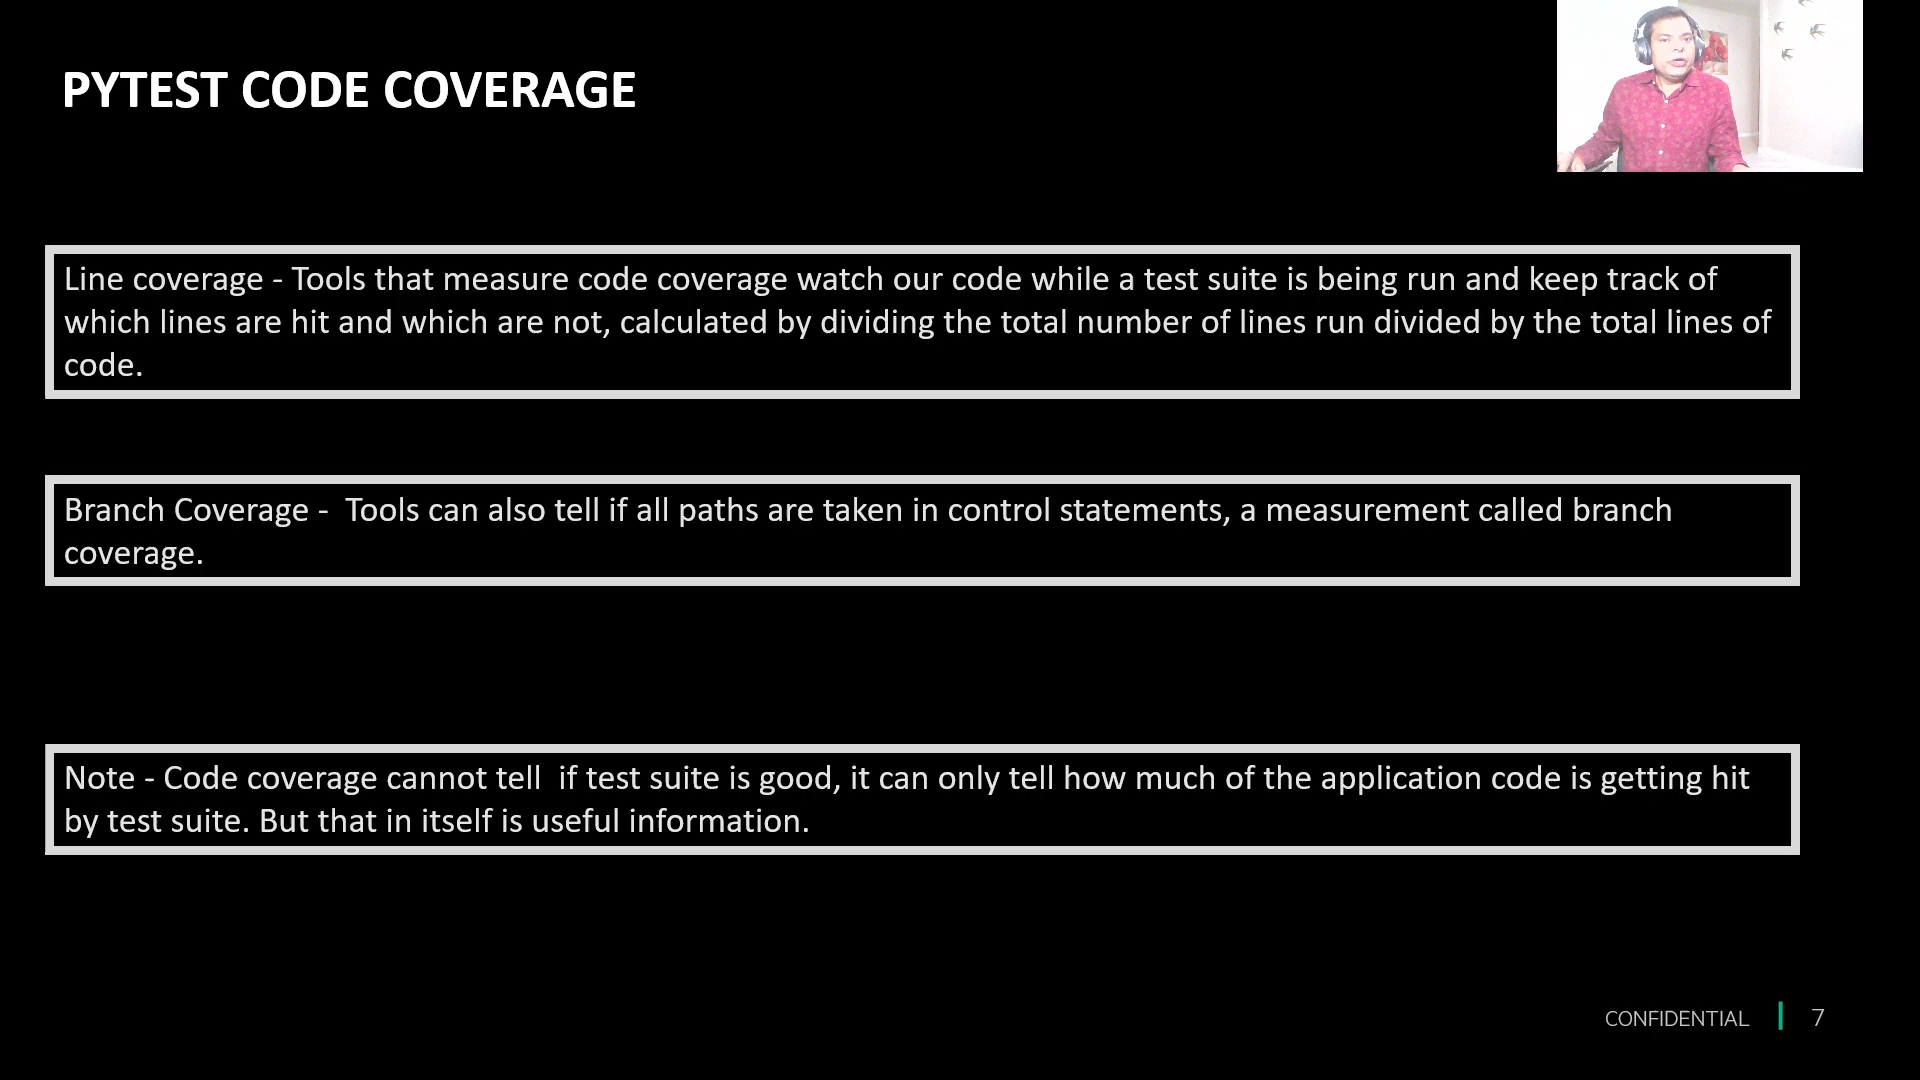 PYTEST CODE COVERAGE
Line coverage - Tools that measure code coverage watch our code while a test suite is being run and keep track of
which lines are hit and which are not, calculated by dividing the total number of lines run divided by the total lines of
code.
Branch Coverage -  Tools can also tell if all paths are taken in control statements, a measurement called branch
coverage.
Note - Code coverage cannot tell  if test suite is good, it can only tell how much of the application code is getting hit
by test suite. But that in itself is useful information.
CONFIDENTIAL
7